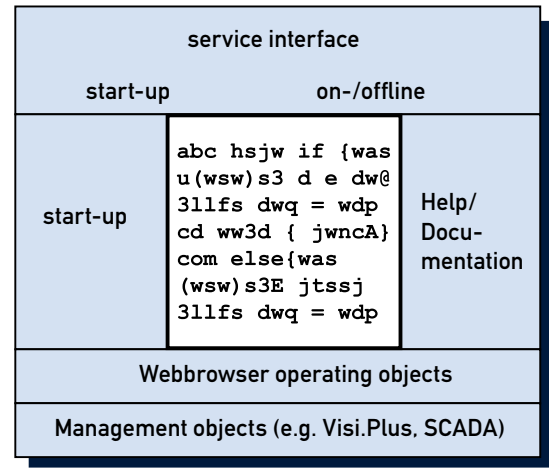 service interface
start-up on-/offline
start-up
abc hsjw if {was
u(wsw)s3 d e dw@
3llfs dwq = wdp
cd ww3d { jwncA}
com else{was
(wsw)s3E jtssj
3llfs dwq = wdp
Help/
Docu-
mentation
Webbrowser operating objects
Management objects (e.g. Visi.Plus, SCADA)